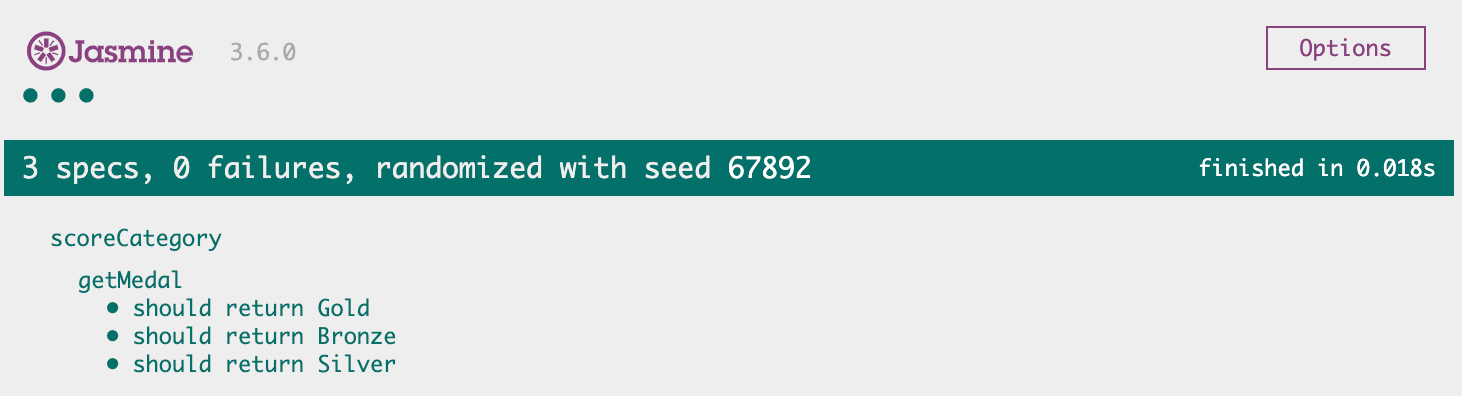 Jasmine 3.6.0 Options
3 specs, 0 failures, randomized with seed 67892 finished in 0.018s
scoreCategory
getMedal
• should return Gold
• should return Bronze
• should return Silver